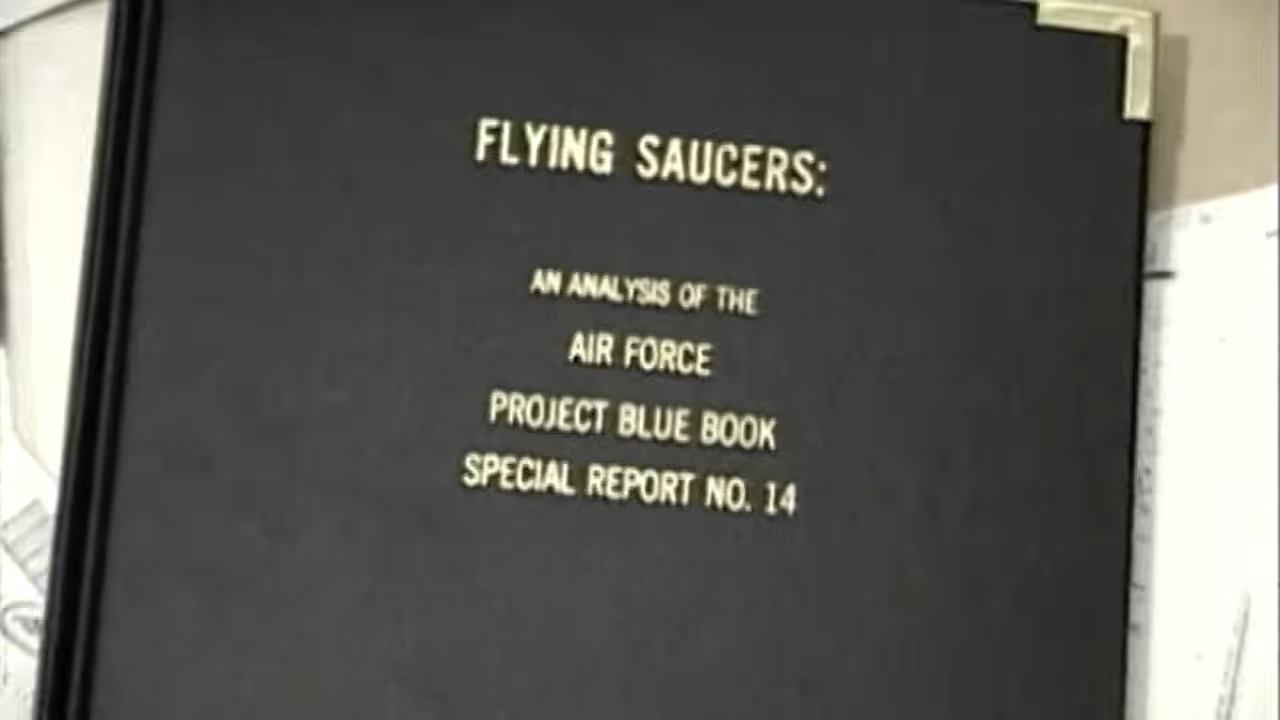 FLYING SAUCERS:
AN ANALYSIS OF THE
AIR FORCE
PROJECT BLUE BOOK
SPECIAL REPORT NO. 14